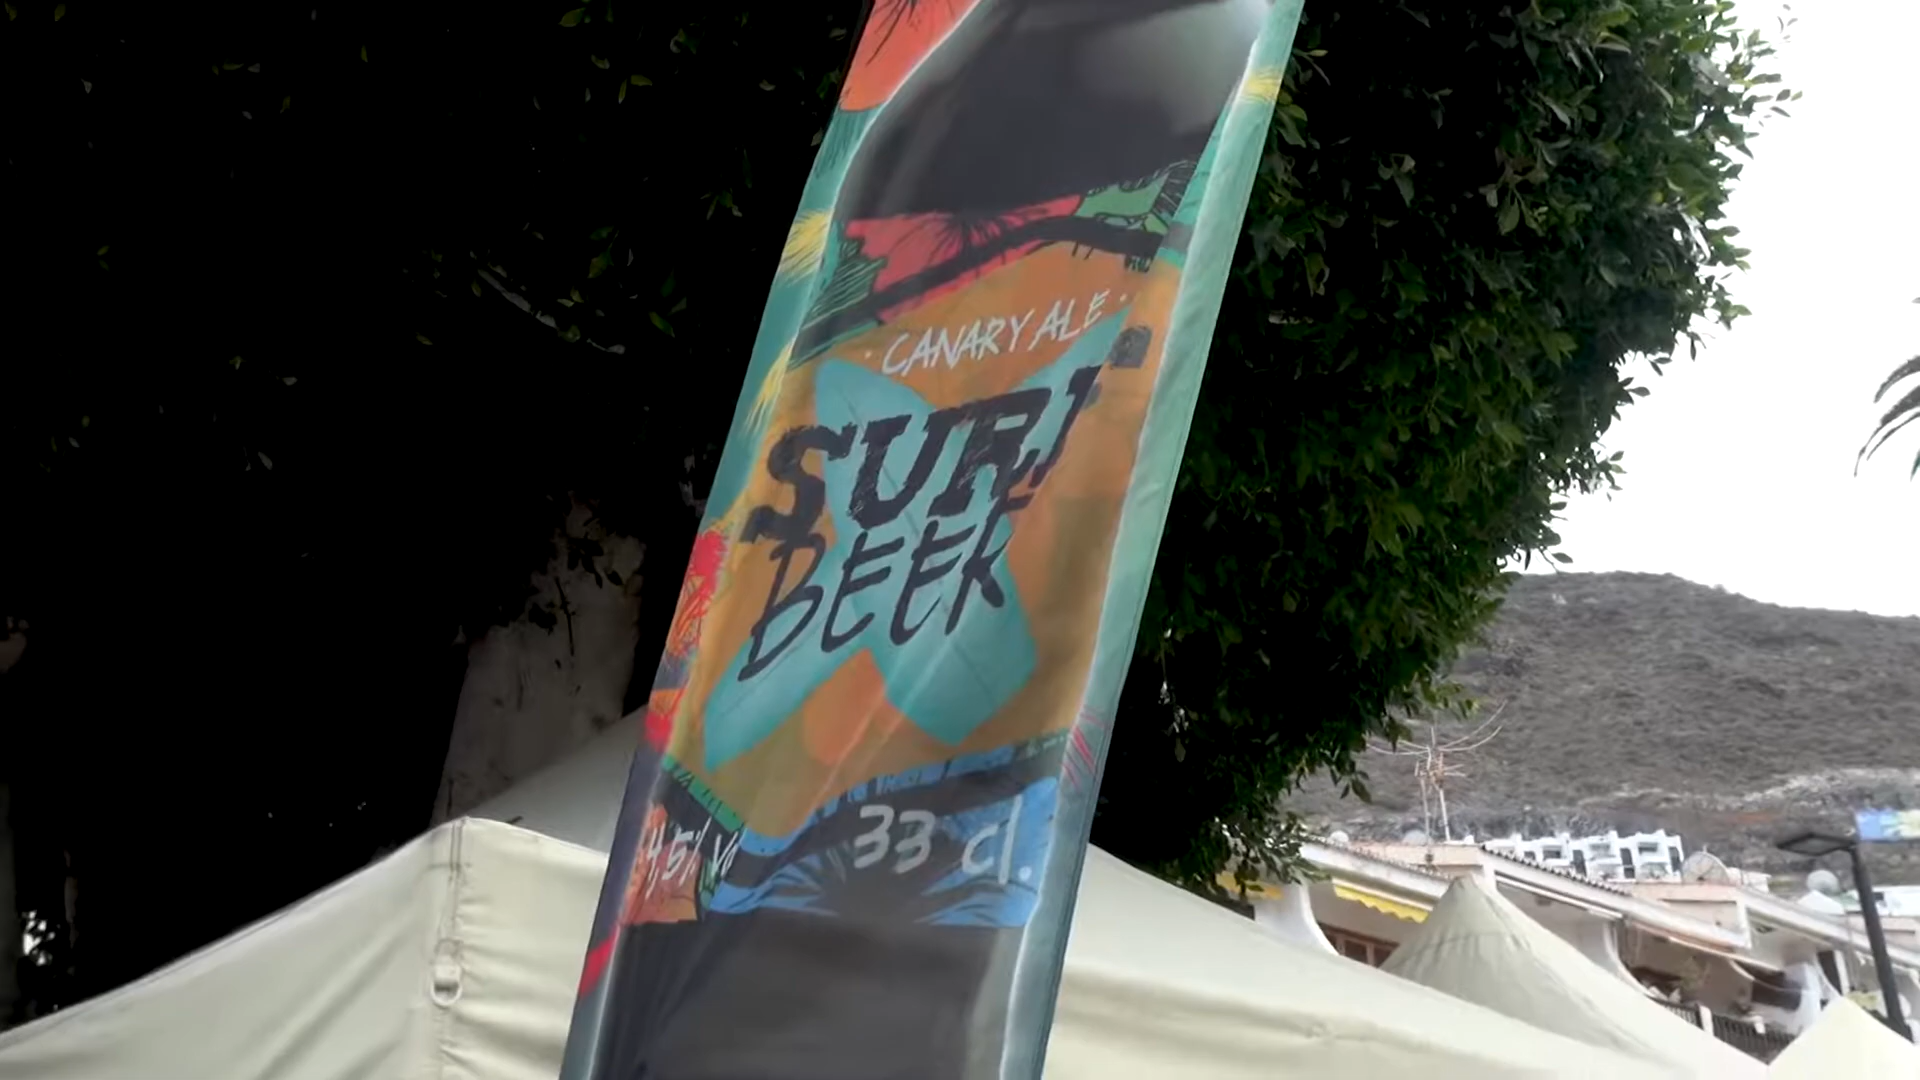 · CANARY ALE ·
SURF
BEER
4,5% Vol
33 cl.